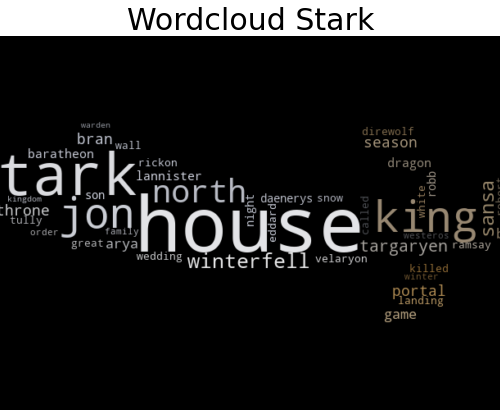 Wordcloud Stark
warden
direwolf
bran
wall
season
baratheon
rickon
dragon
tark
lannister
robb
north
son
night
daenerys
snow
called
white
sansa
kingdom
throne
jon
house
king
tully
eddard
order
family
westeros
great
arya
targaryen
ramsay
wedding
winterfell
velaryon
killed
winter
portal
landing
game